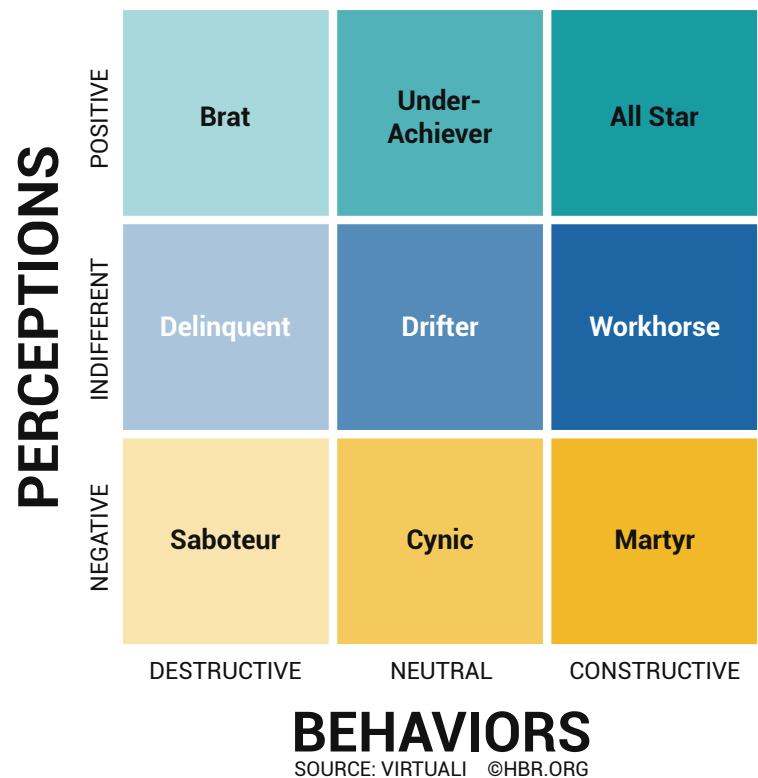 PERCEPTIONS
POSITIVE
Brat
Under-
Achiever
All Star
INDIFFERENT
Delinquent
Drifter
Workhorse
NEGATIVE
Saboteur
Cynic
Martyr
DESTRUCTIVE
NEUTRAL
CONSTRUCTIVE
BEHAVIORS
SOURCE: VIRTUALI ©HBR.ORG